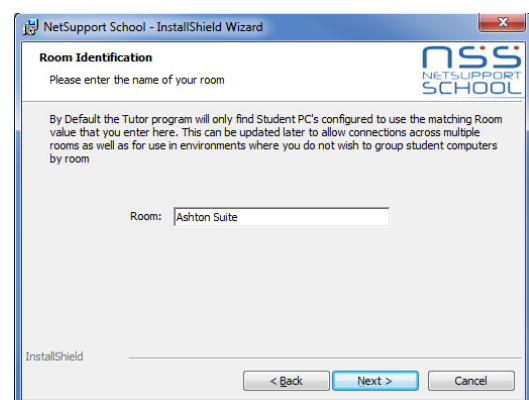 NetSupport School - InstallShield Wizard
Room Identification
Please enter the name of your room
nss
NETSUPPORT
SCHOOL
By Default the Tutor program will only find Student PC's configured to use the matching Room
value that you enter here. This can be updated later to allow connections across multiple
rooms as well as for use in environments where you do not wish to group student computers
by room
Room: Ashton Suite
InstallShield
< Back Next > Cancel